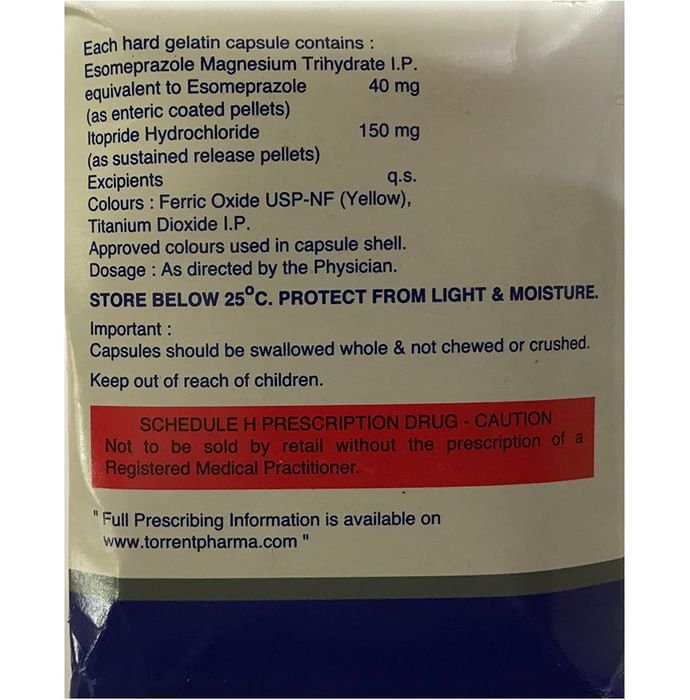 Each hard gelatin capsule contains :
Esomeprazole Magnesium Trihydrate I.P.
equivalent to Esomeprazole 40 mg
(as enteric coated pellets)
Itopride Hydrochloride 150 mg
(as sustained release pellets)
Excipients q.s.
Colours : Ferric Oxide USP-NF (Yellow),
Titanium Dioxide I.P.
Approved colours used in capsule shell.
Dosage : As directed by the Physician.
STORE BELOW 25°C. PROTECT FROM LIGHT & MOISTURE.
Important :
Capsules should be swallowed whole & not chewed or crushed.
Keep out of reach of children.
SCHEDULE H PRESCRIPTION DRUG - CAUTION
Not to be sold by retail without the prescription of a
Registered Medical Practitioner.
" Full Prescribing Information is available on
www.torrentpharma.com "